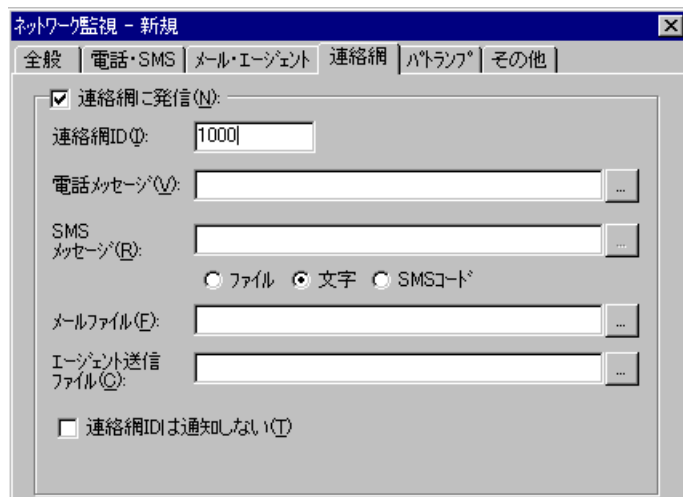 ネットワーク監視 - 新規
全般 電話・SMS メール・エージェント 連絡網 パトランプ その他
連絡網に発信(N):
連絡網ID(I): 1000
電話メッセージ(V): ...
SMS
メッセージ(R): ...
ファイル 文字 SMSコード
メールファイル(F): ...
エージェント送信
ファイル(C): ...
連絡網IDは通知しない(T)